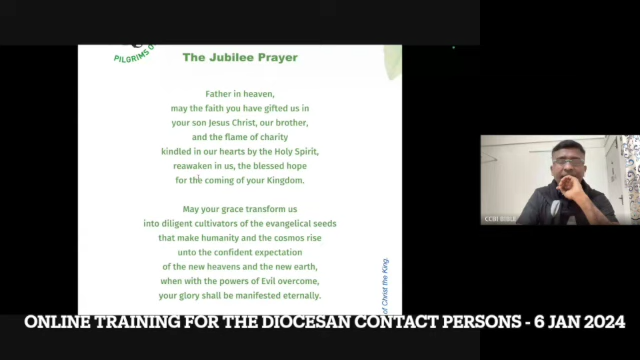 PILGRIMS O
The Jubilee Prayer
Father in heaven,
may the faith you have gifted us in
your son Jesus Christ, our brother,
and the flame of charity
kindled in our hearts by the Holy Spirit,
reawaken in us, the blessed hope
for the coming of your Kingdom.
May your grace transform us
into diligent cultivators of the evangelical seeds
that make humanity and the cosmos rise
unto the confident expectation
of the new heavens and the new earth,
when with the powers of Evil overcome,
your glory shall be manifested eternally.
of Christ the King.
CCBI BIBLE
ONLINE TRAINING FOR THE DIOCESAN CONTACT PERSONS - 6 JAN 2024